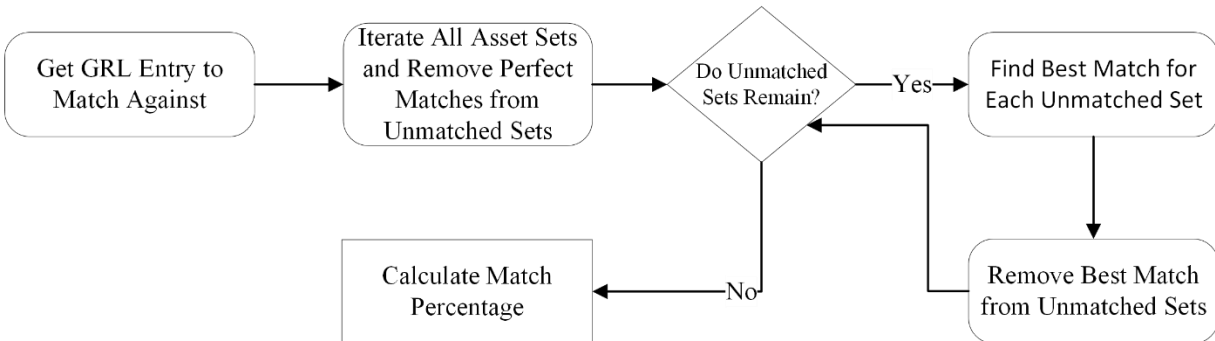 Get GRL Entry to
Match Against
Iterate All Asset Sets
and Remove Perfect
Matches from
Unmatched Sets
Do Unmatched
Sets Remain?
Yes
Find Best Match for
Each Unmatched Set
Remove Best Match
from Unmatched Sets
No
Calculate Match
Percentage